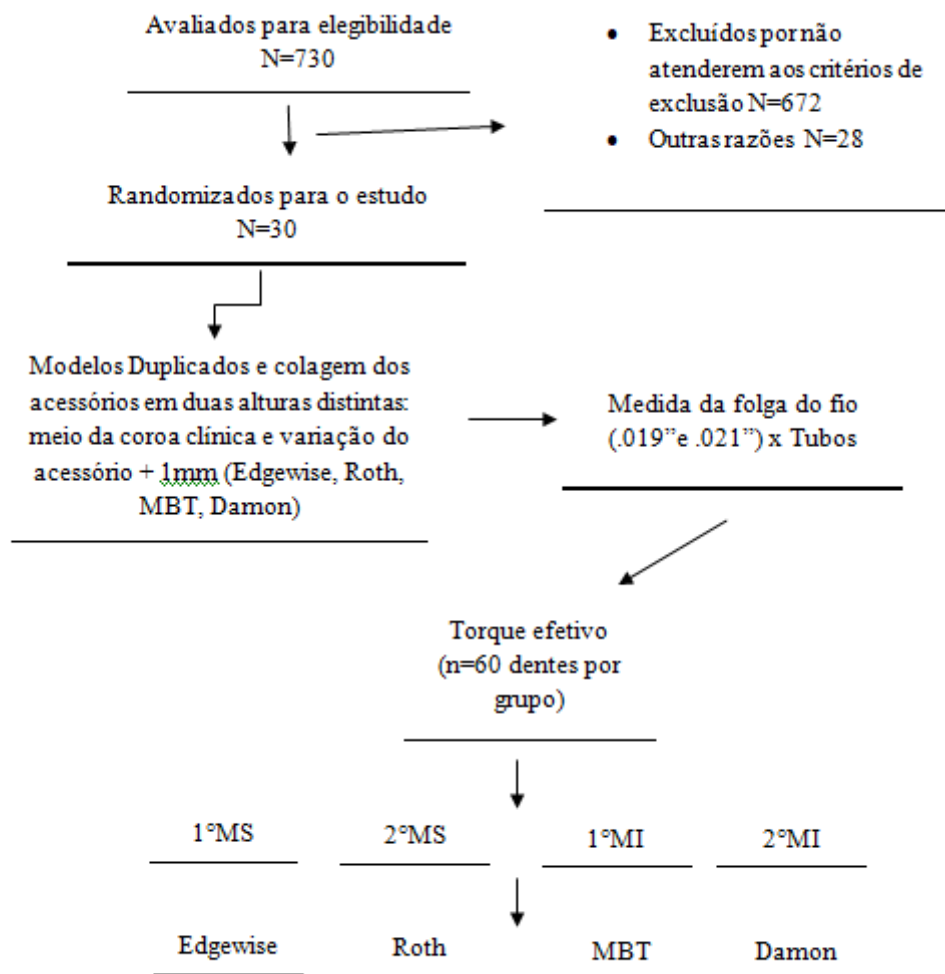 Avaliados para elegibilidade
N=730
• Excluídos por não
atenderem aos critérios de
exclusão N=672
• Outras razões N=28
Randomizados para o estudo
N=30
Modelos Duplicados e colagem dos
acessórios em duas alturas distintas:
meio da coroa clínica e variação do
acessório + 1mm (Edgewise, Roth,
MBT, Damon)
Medida da folga do fio
(.019”e .021”) x Tubos
Torque efetivo
(n=60 dentes por
grupo)
1°MS 2°MS 1°MI 2°MI
Edgewise Roth MBT Damon